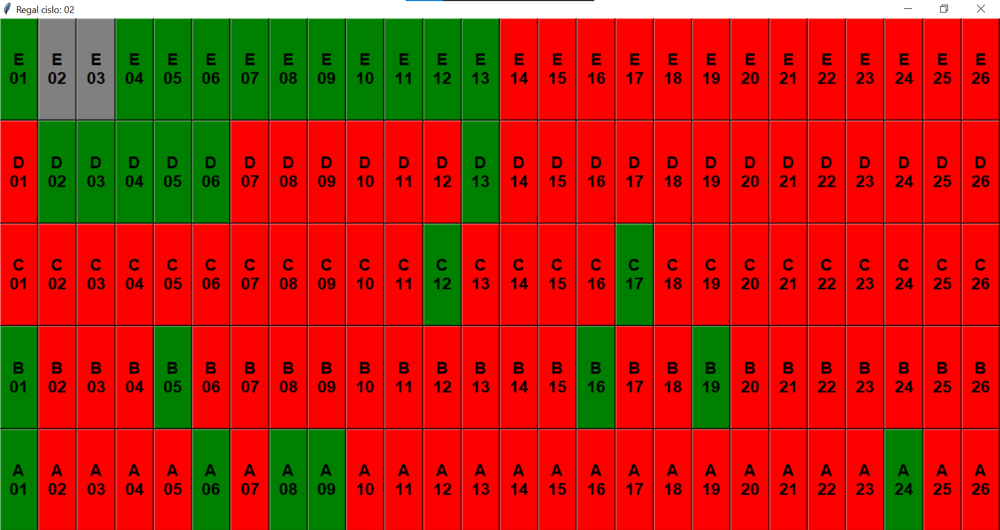 Regal cislo: 02
E E E E E E E E E E E E E E E E E E E E E E E E E E
01 02 03 04 05 06 07 08 09 10 11 12 13 14 15 16 17 18 19 20 21 22 23 24 25 26
D D D D D D D D D D D D D D D D D D D D D D D D D D
01 02 03 04 05 06 07 08 09 10 11 12 13 14 15 16 17 18 19 20 21 22 23 24 25 26
C C C C C C C C C C C C C C C C C C C C C C C C C C
01 02 03 04 05 06 07 08 09 10 11 12 13 14 15 16 17 18 19 20 21 22 23 24 25 26
B B B B B B B B B B B B B B B B B B B B B B B B B B
01 02 03 04 05 06 07 08 09 10 11 12 13 14 15 16 17 18 19 20 21 22 23 24 25 26
A A A A A A A A A A A A A A A A A A A A A A A A A A
01 02 03 04 05 06 07 08 09 10 11 12 13 14 15 16 17 18 19 20 21 22 23 24 25 26